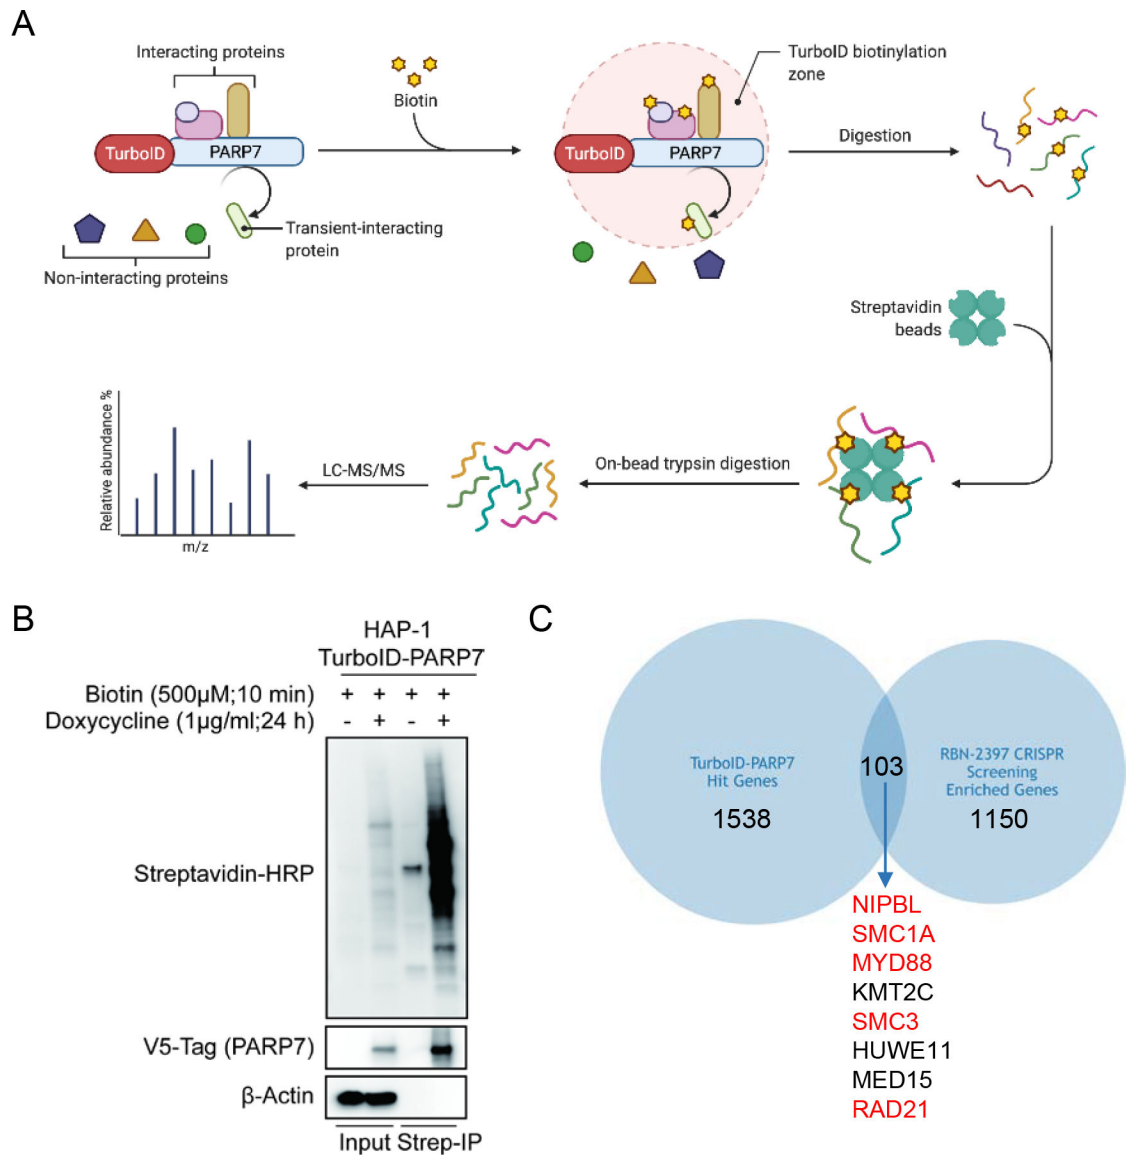 A
Interacting proteins
Biotin
TurboID biotinylation
zone
TurboID
PARP7
TurboID
PARP7
Digestion
Transient-interacting
protein
Non-interacting proteins
Streptavidin
beads
Relative abundance %
m/z
LC-MS/MS
On-bead trypsin digestion
B
HAP-1
TurboID-PARP7
Biotin (500µM;10 min) + + + +
Doxycycline (1µg/ml;24 h) - + - +
Streptavidin-HRP
V5-Tag (PARP7)
β-Actin
Input Strep-IP
C
TurboID-PARP7
Hit Genes
1538
103
RBN-2397 CRISPR
Screening
Enriched Genes
1150
NIPBL
SMC1A
MYD88
KMT2C
SMC3
HUWE11
MED15
RAD21